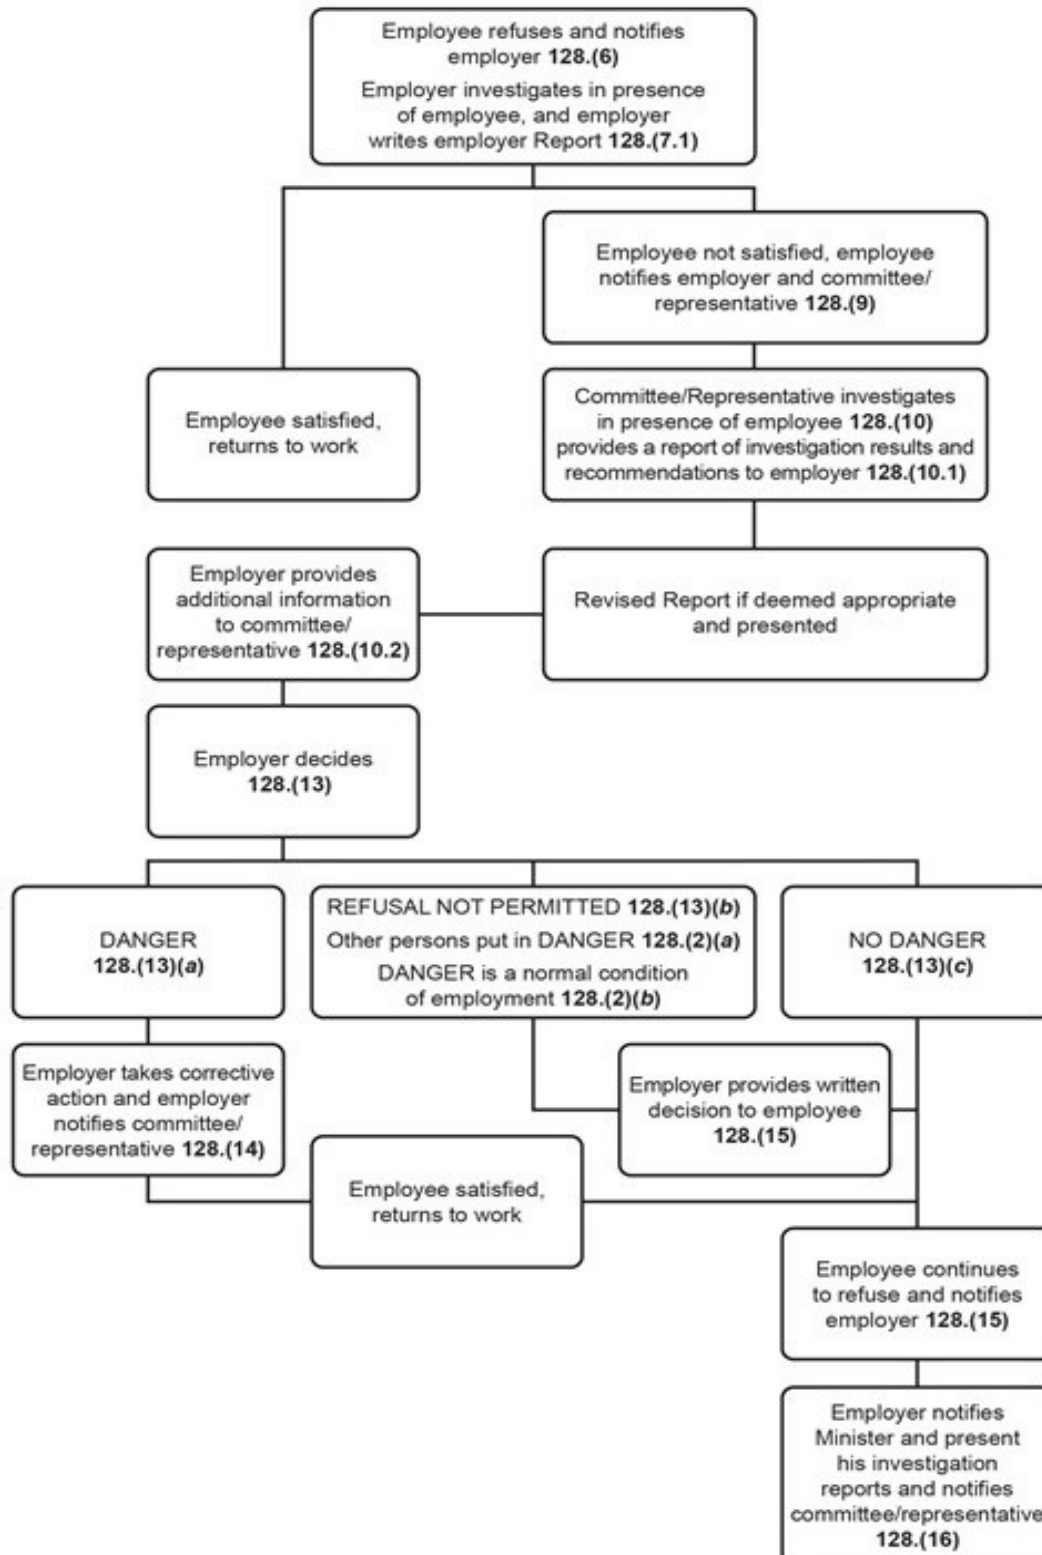 Employee refuses and notifies
employer 128.(6)
Employer investigates in presence
of employee, and employer
writes employer Report 128.(7.1)
Employee not satisfied, employee
notifies employer and committee/
representative 128.(9)
Employee satisfied,
returns to work
Committee/Representative investigates
in presence of employee 128.(10)
provides a report of investigation results and
recommendations to employer 128.(10.1)
Employer provides
additional information
to committee/
representative 128.(10.2)
Revised Report if deemed appropriate
and presented
Employer decides
128.(13)
DANGER
128.(13)(a)
REFUSAL NOT PERMITTED 128.(13)(b)
Other persons put in DANGER 128.(2)(a)
DANGER is a normal condition
of employment 128.(2)(b)
NO DANGER
128.(13)(c)
Employer takes corrective
action and employer
notifies committee/
representative 128.(14)
Employer provides written
decision to employee
128.(15)
Employee satisfied,
returns to work
Employee continues
to refuse and notifies
employer 128.(15)
Employer notifies
Minister and present
his investigation
reports and notifies
committee/representative
128.(16)